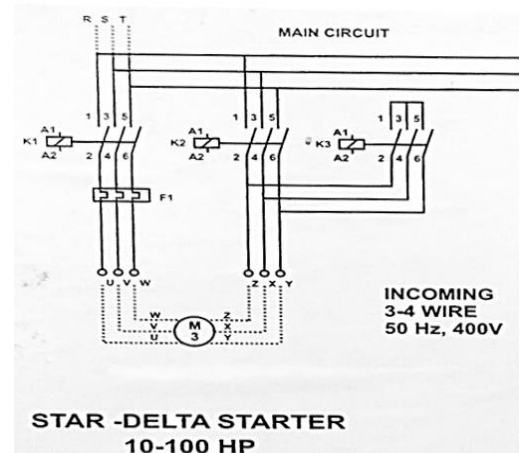 R S T
MAIN CIRCUIT
1 3 5
1 3 5
1 3 5
A1
K1
A2
A1
K2
A2
A1
K3
A2
2 4 6
2 4 6
2 4 6
F1
U V W
Z X Y
W
V
U
M
3
Z
X
Y
INCOMING
3-4 WIRE
50 Hz, 400V
STAR -DELTA STARTER
10-100 HP